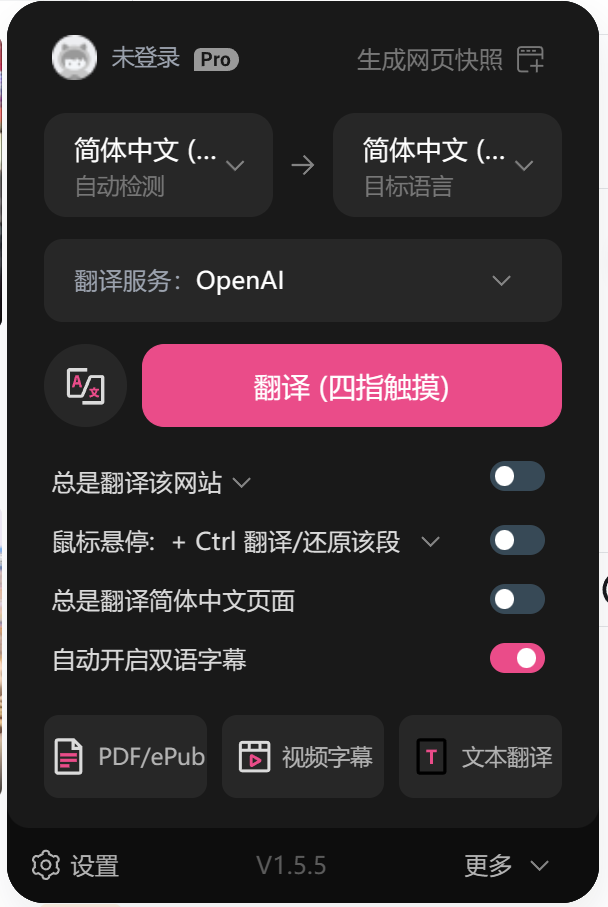 未登录 Pro 生成网页快照
简体中文 (... → 简体中文 (...
自动检测 目标语言
翻译服务: OpenAI
A 文 翻译 (四指触摸)
总是翻译该网站
鼠标悬停: + Ctrl 翻译/还原该段
总是翻译简体中文页面
自动开启双语字幕
PDF/ePub 视频字幕 T 文本翻译
设置 V1.5.5 更多